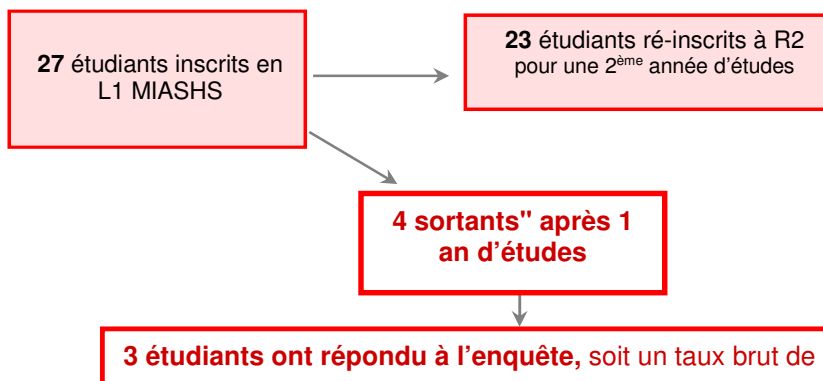 27 étudiants inscrits en
L1 MIASHS
23 étudiants ré-inscrits à R2
pour une 2ème année d'études
4 sortants" après 1
an d'études
3 étudiants ont répondu à l'enquête, soit un taux brut de